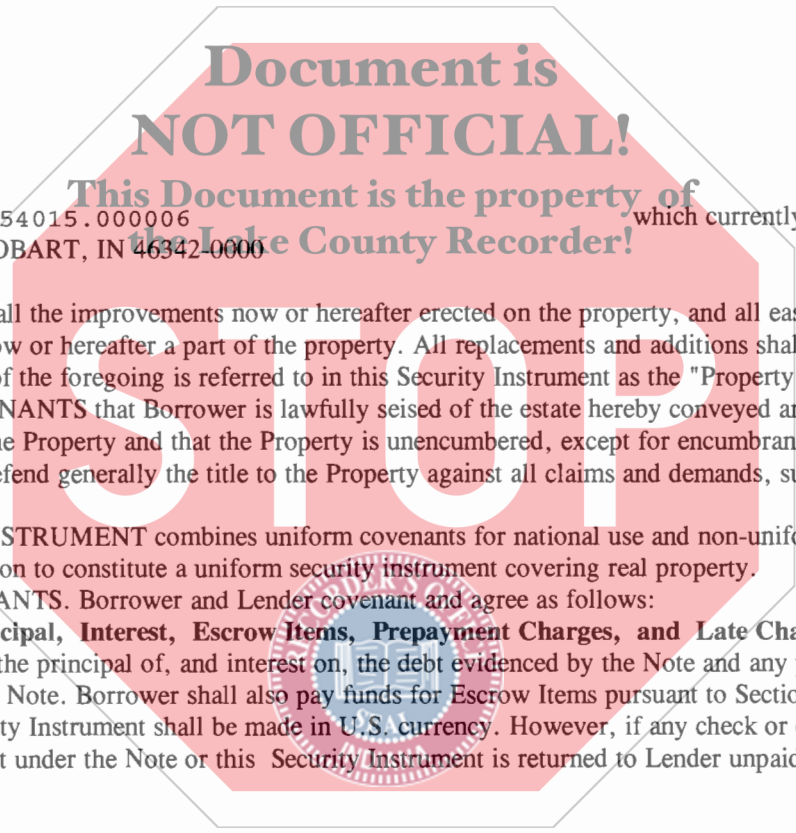 Document is
NOT OFFICIAL!
This Document is the property of
the Lake County Recorder!
54015.000006 which currently
OBART, IN 46342-0000
all the improvements now or hereafter erected on the property, and all eas
ow or hereafter a part of the property. All replacements and additions shal
of the foregoing is referred to in this Security Instrument as the "Property
NANTS that Borrower is lawfully seised of the estate hereby conveyed an
he Property and that the Property is unencumbered, except for encumbran
efend generally the title to the Property against all claims and demands, su
STRUMENT combines uniform covenants for national use and non-unifo
on to constitute a uniform security instrument covering real property.
ANTS. Borrower and Lender covenant and agree as follows:
cipal, Interest, Escrow Items, Prepayment Charges, and Late Cha
the principal of, and interest on, the debt evidenced by the Note and any
Note. Borrower shall also pay funds for Escrow Items pursuant to Sectio
ty Instrument shall be made in U.S. currency. However, if any check or
t under the Note or this Security Instrument is returned to Lender unpaid
STOP
RECORDER'S OFFICE
SEAL
INDIANA